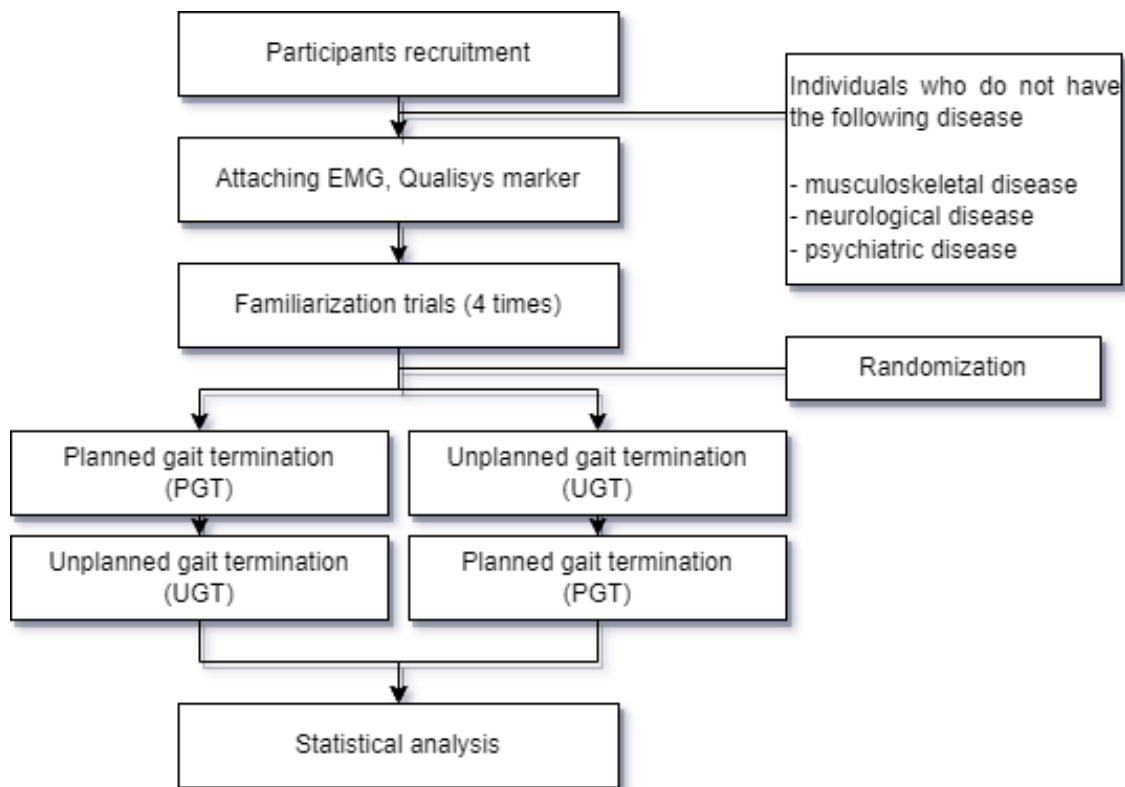 Participants recruitment
Individuals who do not have
the following disease
- musculoskeletal disease
- neurological disease
- psychiatric disease
Attaching EMG, Qualisys marker
Familiarization trials (4 times)
Randomization
Planned gait termination
(PGT)
Unplanned gait termination
(UGT)
Unplanned gait termination
(UGT)
Planned gait termination
(PGT)
Statistical analysis